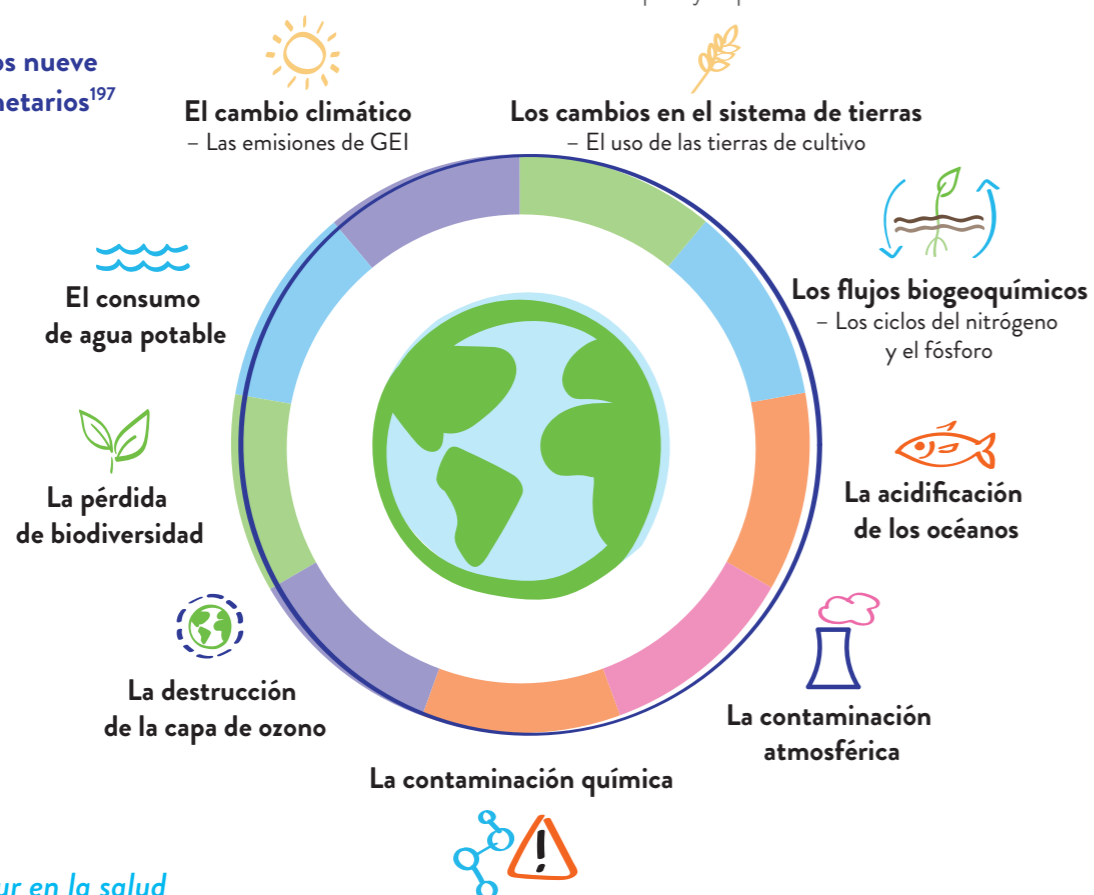 nueve
197
El cambio climático
– Las emisiones de GEI
Los cambios en el sistema de tierras
– El uso de las tierras de cultivo
Los flujos biogeoquímicos
– Los ciclos del nitrógeno
y el fósforo
La acidificación
de los océanos
La contaminación
atmosférica
La contaminación química
La destrucción
de la capa de ozono
La pérdida
de biodiversidad
El consumo
de agua potable
en la salud